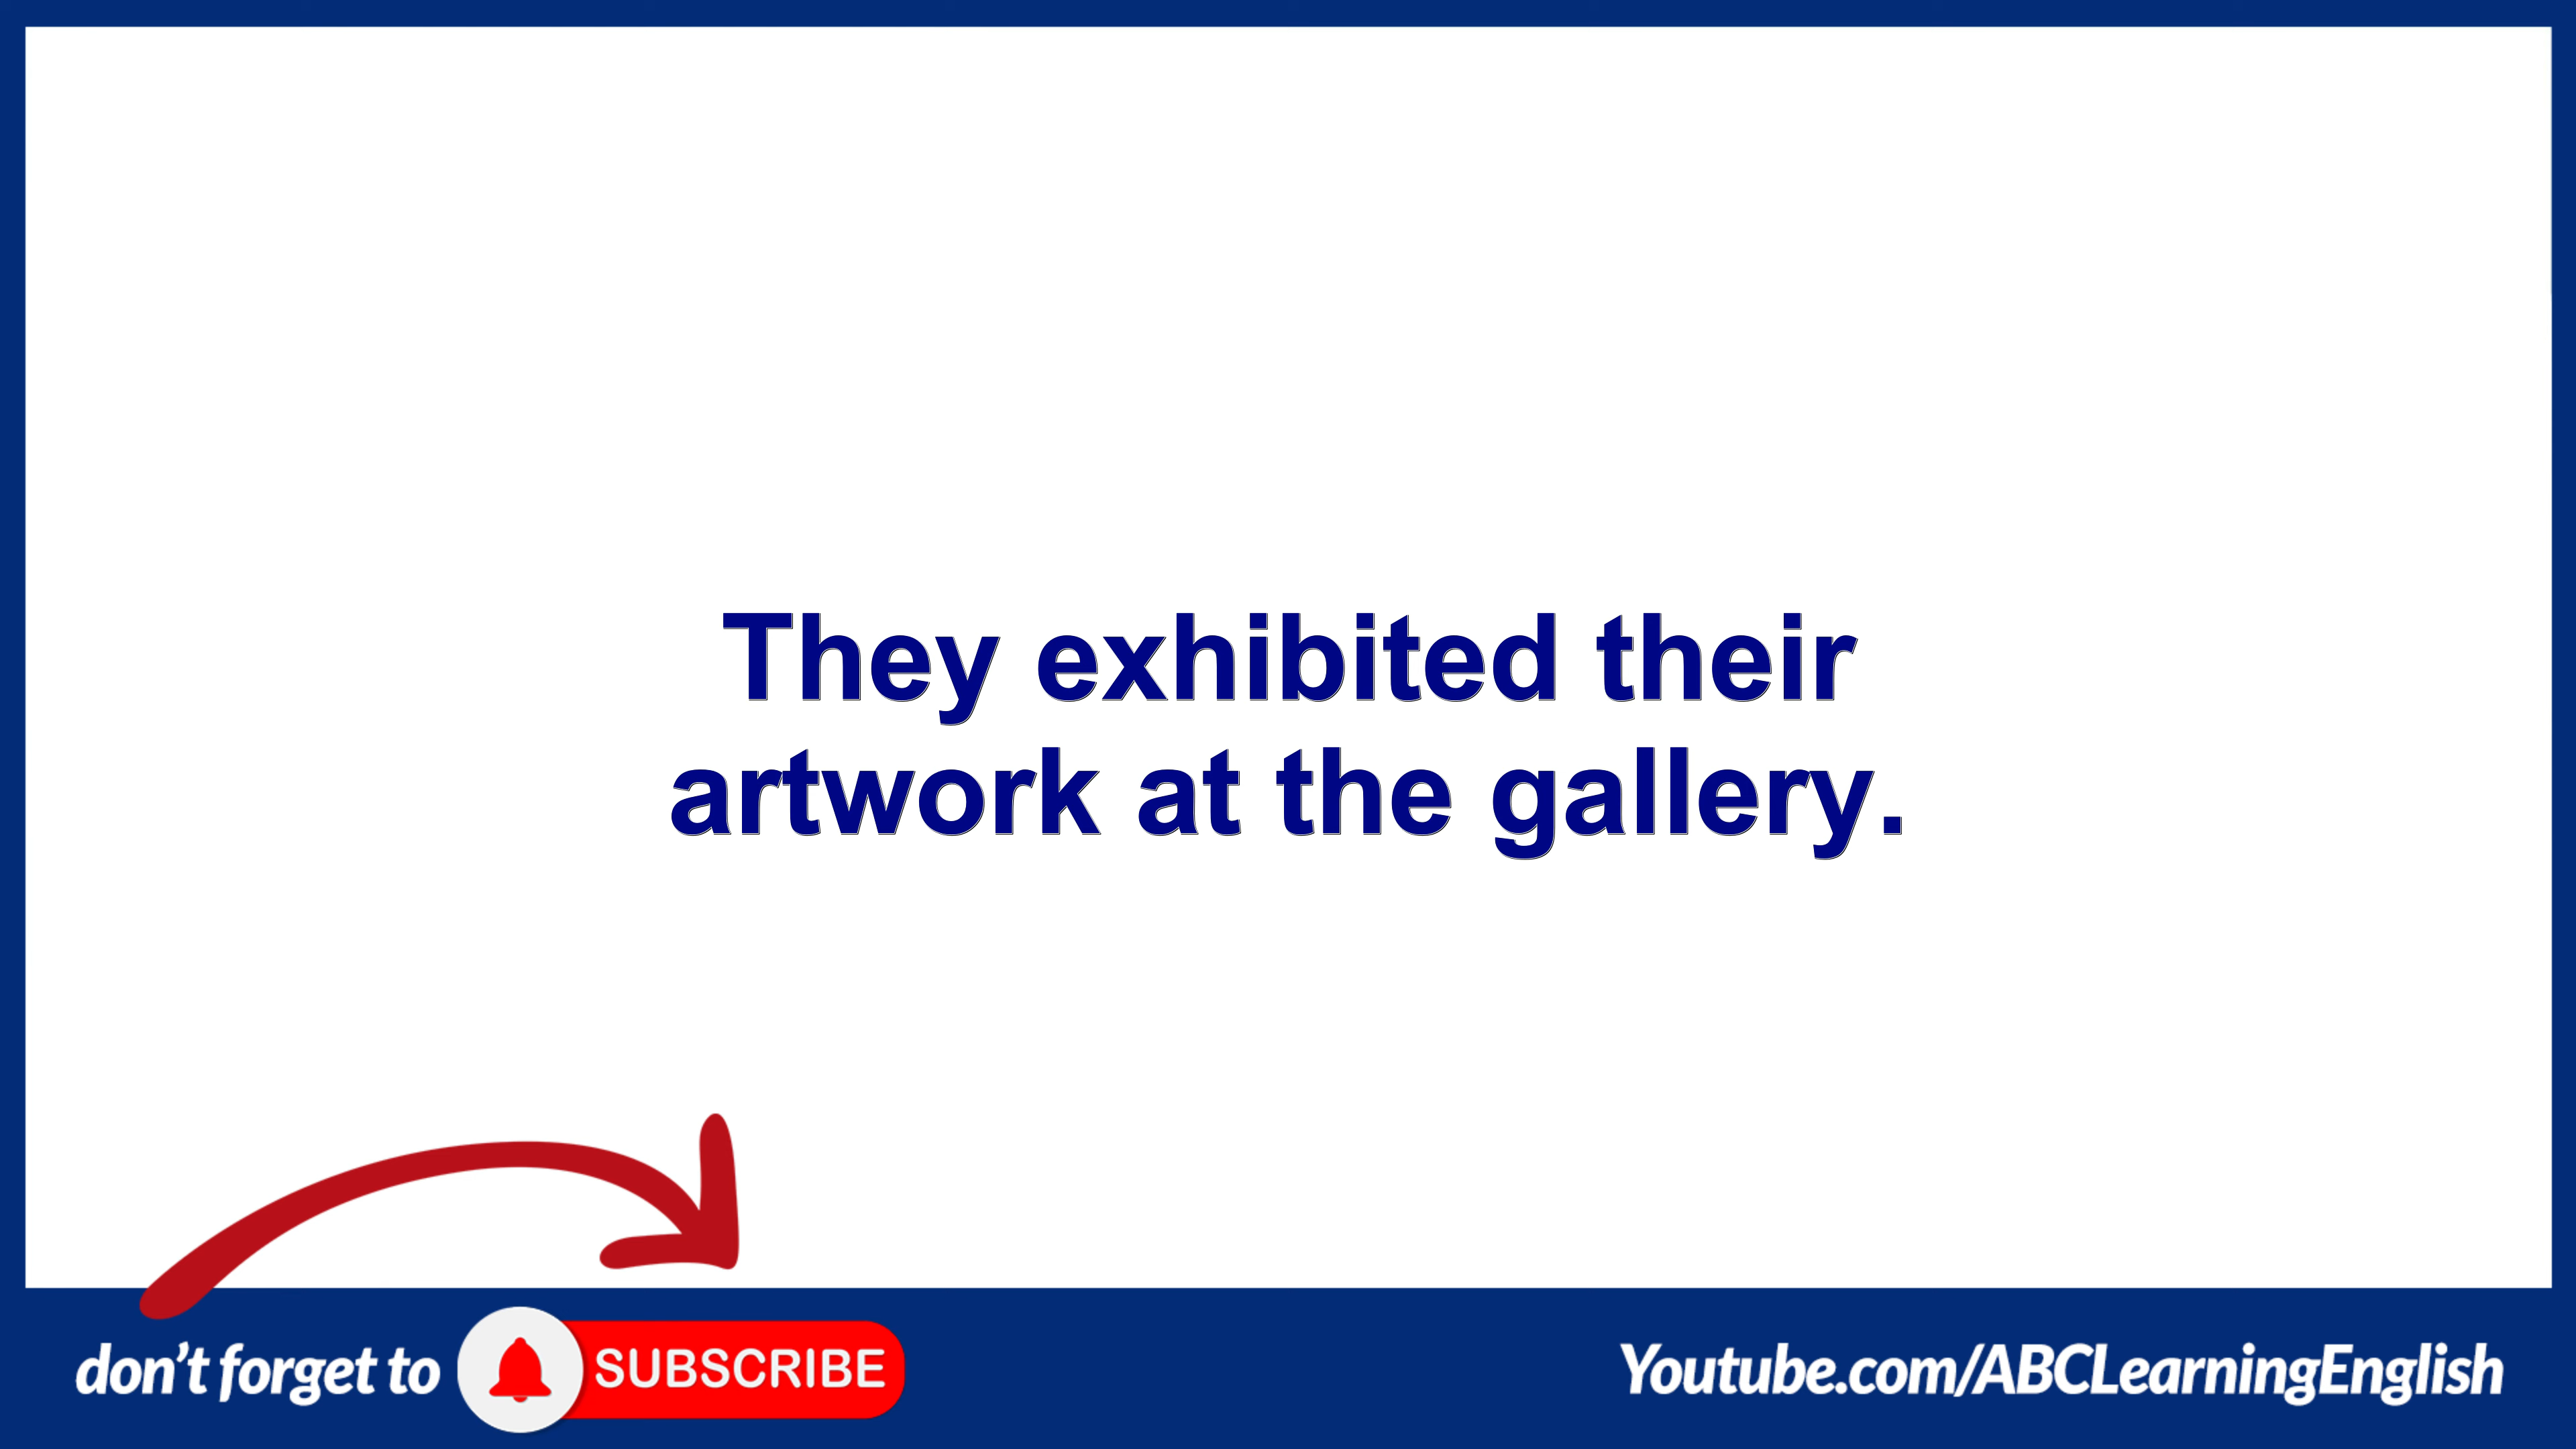 They exhibited their
artwork at the gallery.
don't forget to SUBSCRIBE
Youtube.com/ABCLearningEnglish